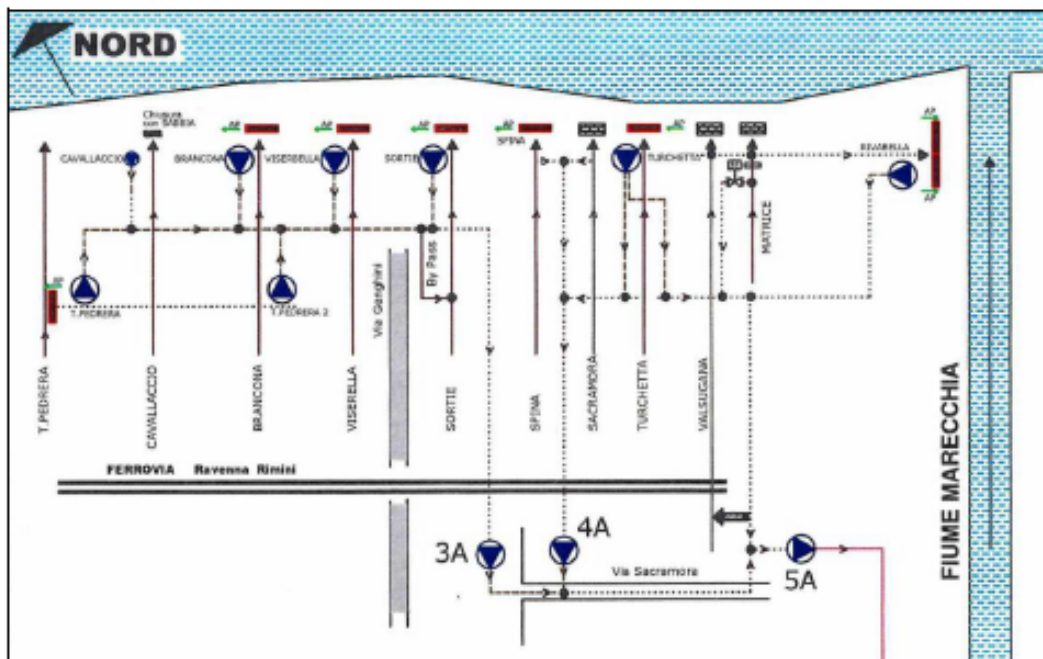 NORD
Chiusura
con SABBIA
AP
AP
AP
AP
SPINA
AP
CAVALLACCIO
BRANCONA
VISERBELLA
SORTIE
TURCHETTA
RIVABELLA
AP
AP
MATRICE
By Pass
Via Genghini
T.PEDRERA
T.PEDRERA 2
T.PEDRERA
CAVALLACCIO
BRANCONA
VISERELLA
SORTIE
SPINA
SACRAMORA
TURCHETTA
VALSUGANA
FERROVIA Ravenna Rimini
FIUME MARECCHIA
3A
4A
Via Sacramora
5A